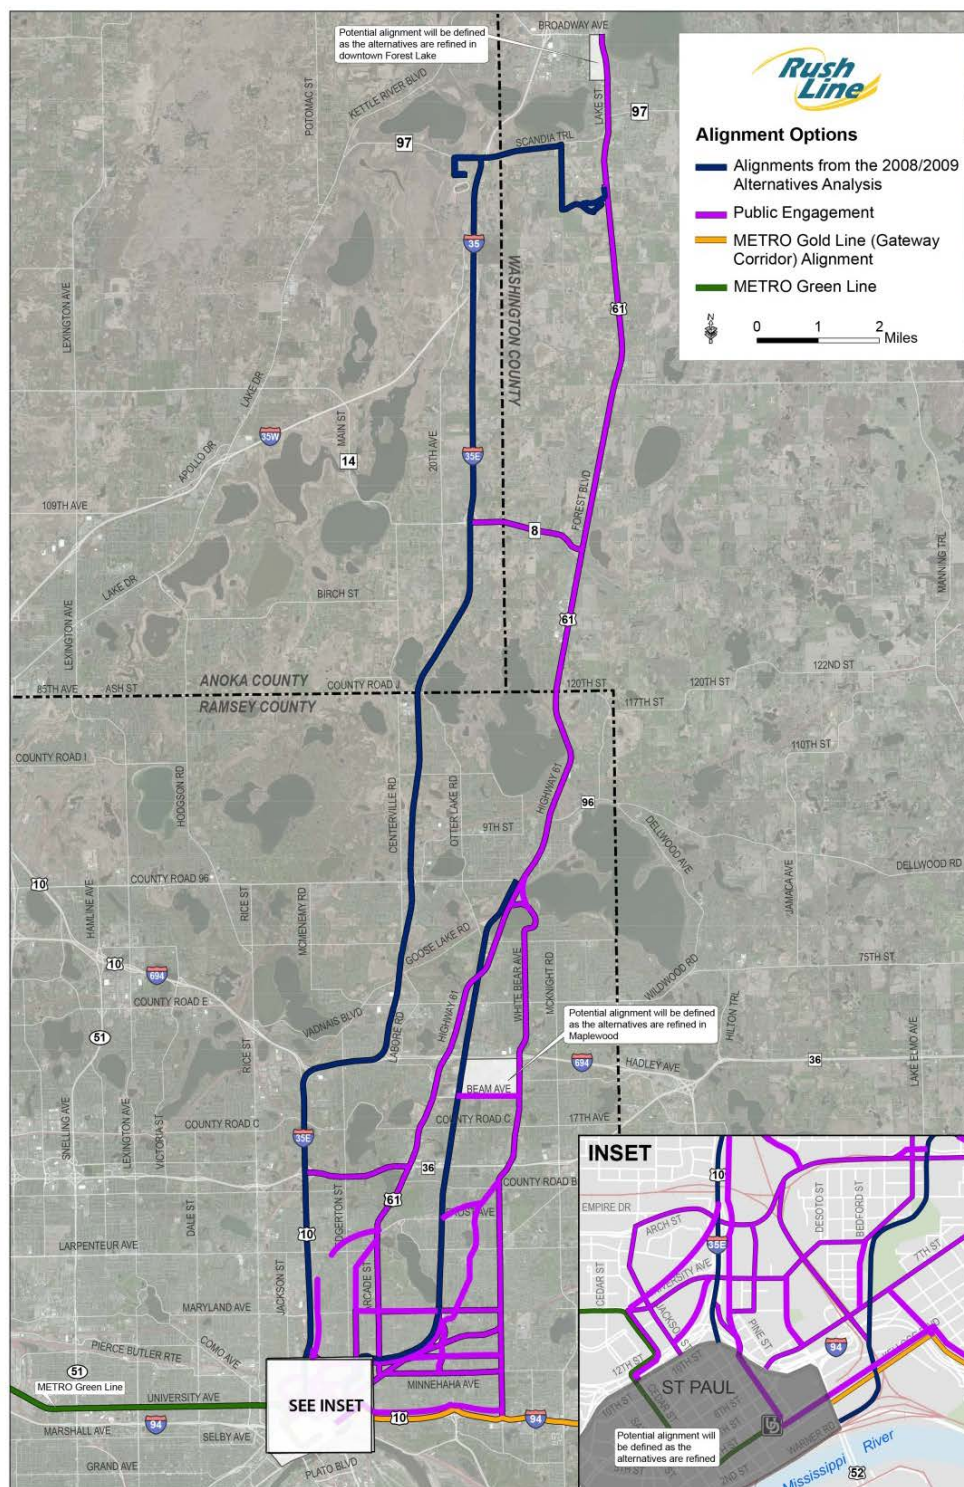 BROADWAY AVE
Potential alignment will be defined
as the alternatives are refined in
downtown Forest Lake
Rush
Line
Alignment Options
Alignments from the 2008/2009
Alternatives Analysis
Public Engagement
METRO Gold Line (Gateway
Corridor) Alignment
METRO Green Line
N
0 1 2
Miles
POTOMAC ST
KETTLE RIVER BLVD
LAKE ST
97
97
SCANDIA TRL
LEXINGTON AVE
35
WASHINGTON COUNTY
61
LAKE DR
35W
MAIN ST
14
APOLLO DR
20TH AVE
35E
109TH AVE
FOREST BLVD
8
LAKE DR
BIRCH ST
MANNING TRL
LEXINGTON AVE
61
122ND ST
85TH AVE
ASH ST
ANOKA COUNTY
COUNTY ROAD J
120TH ST
120TH ST
RAMSEY COUNTY
117TH ST
110TH ST
COUNTY ROAD I
HODGSON RD
CENTERVILLE RD
OTTER LAKE RD
HIGHWAY 61
96
9TH ST
DELLWOOD AVE
DELLWOOD RD
10
HAMLINE AVE
COUNTY ROAD 96
RICE ST
MCMENEMY RD
JAMACA AVE
GOOSE LAKE RD
10
694
WHITE BEAR AVE
MCKNIGHT RD
WILDWOOD RD
75TH ST
COUNTY ROAD E
VADNAIS BLVD
HIGHWAY 61
Potential alignment will be defined
as the alternatives are refined in
Maplewood
HILTON TRL
51
RICE ST
LABORE RD
694
HADLEY AVE
36
LAKE ELMO AVE
BEAM AVE
SNELLING AVE
LEXINGTON AVE
VICTORIA ST
COUNTY ROAD C
35E
COUNTY ROAD C
17TH AVE
36
COUNTY ROAD B
61
DALE ST
EDGERTON ST
LARPENTEUR AVE
10
JACKSON ST
ARCADE ST
MARYLAND AVE
COMO AVE
PIERCE BUTLER RTE
51
METRO Green Line
UNIVERSITY AVE
SEE INSET
MINNEHAHA AVE
94
MARSHALL AVE
SELBY AVE
10
94
GRAND AVE
PLATO BLVD
INSET
10
EMPIRE DR
ARCH ST
DESOTO ST
BEDFORD ST
35E
7TH ST
CEDAR ST
JACKSON ST
PINE ST
12TH ST
10TH ST
94
10TH ST
ST PAUL
CEDAR ST
6TH ST
Potential alignment will
be defined as the
alternatives are refined
5TH ST
2ND ST
WARNER RD
Mississippi River
52